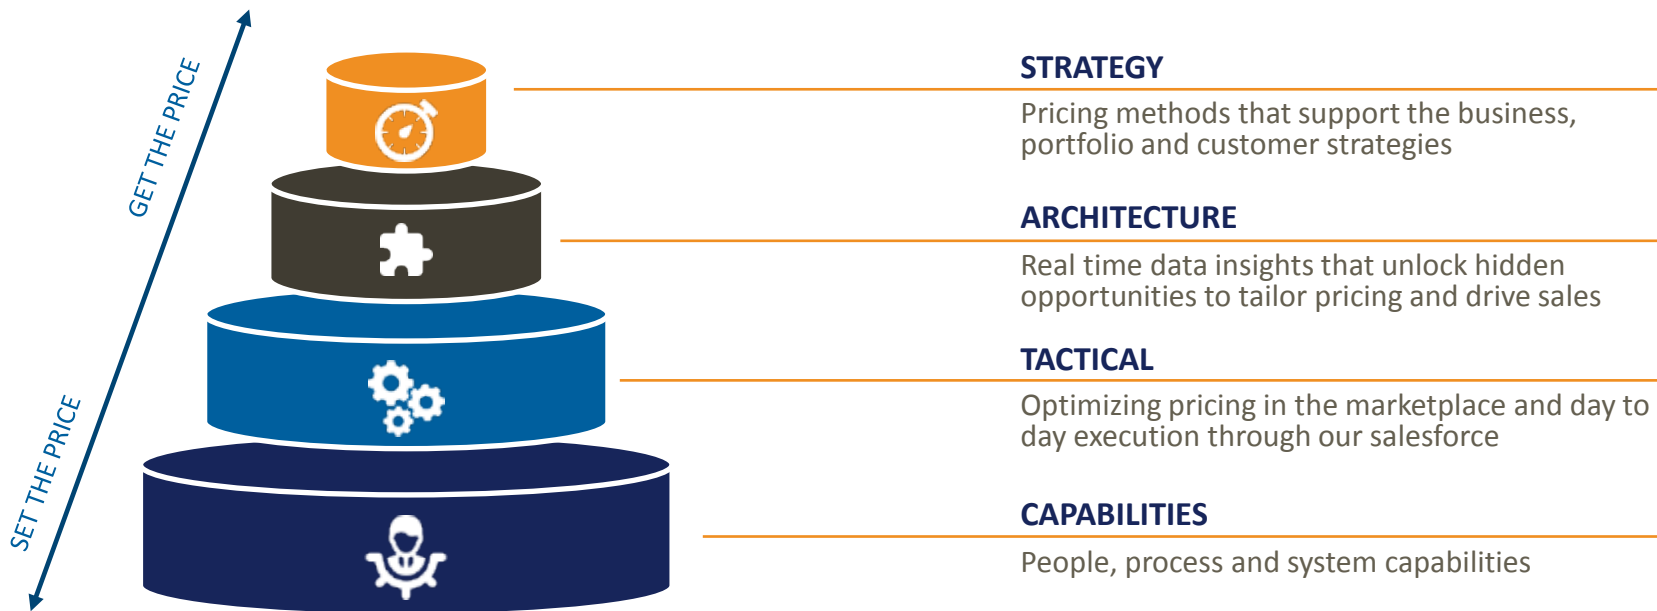 GET THE PRICE
SET THE PRICE
STRATEGY
Pricing methods that support the business,
portfolio and customer strategies
ARCHITECTURE
Real time data insights that unlock hidden
opportunities to tailor pricing and drive sales
TACTICAL
Optimizing pricing in the marketplace and day to
day execution through our salesforce
CAPABILITIES
People, process and system capabilities